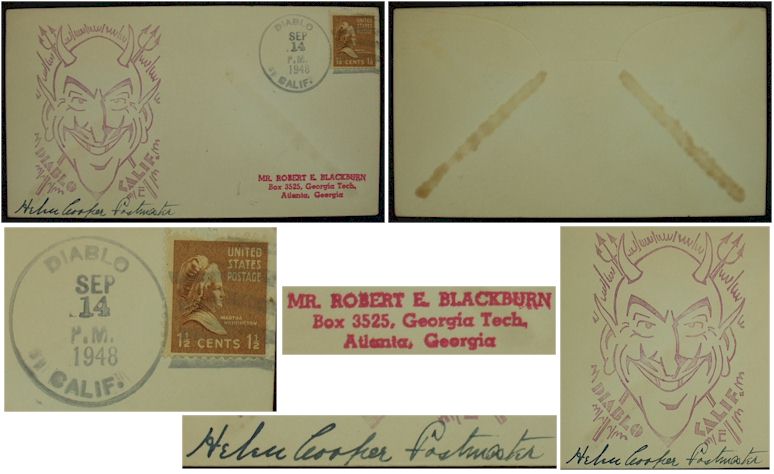 DIABLO
SEP
14
P.M.
1948
CALIF.
UNITED
STATES
POSTAGE
1½ CENTS 1½
DIABLO CALIF.
MR. ROBERT E. BLACKBURN
Box 3525, Georgia Tech,
Atlanta, Georgia
Helen Cooper Postmaster
DIABLO
SEP
14
P.M.
1948
CALIF.
UNITED
STATES
POSTAGE
MARTHA
WASHINGTON
1½ CENTS 1½
MR. ROBERT E. BLACKBURN
Box 3525, Georgia Tech,
Atlanta, Georgia
Helen Cooper Postmaster
DIABLO CALIF.
Helen Cooper Postmaster